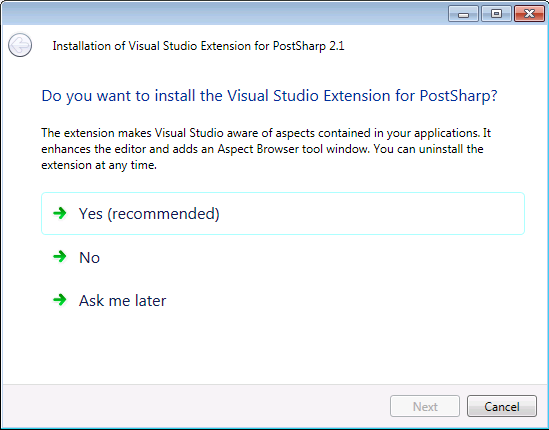 Installation of Visual Studio Extension for PostSharp 2.1
Do you want to install the Visual Studio Extension for PostSharp?
The extension makes Visual Studio aware of aspects contained in your applications. It
enhances the editor and adds an Aspect Browser tool window. You can uninstall the
extension at any time.
Yes (recommended)
No
Ask me later
Next
Cancel